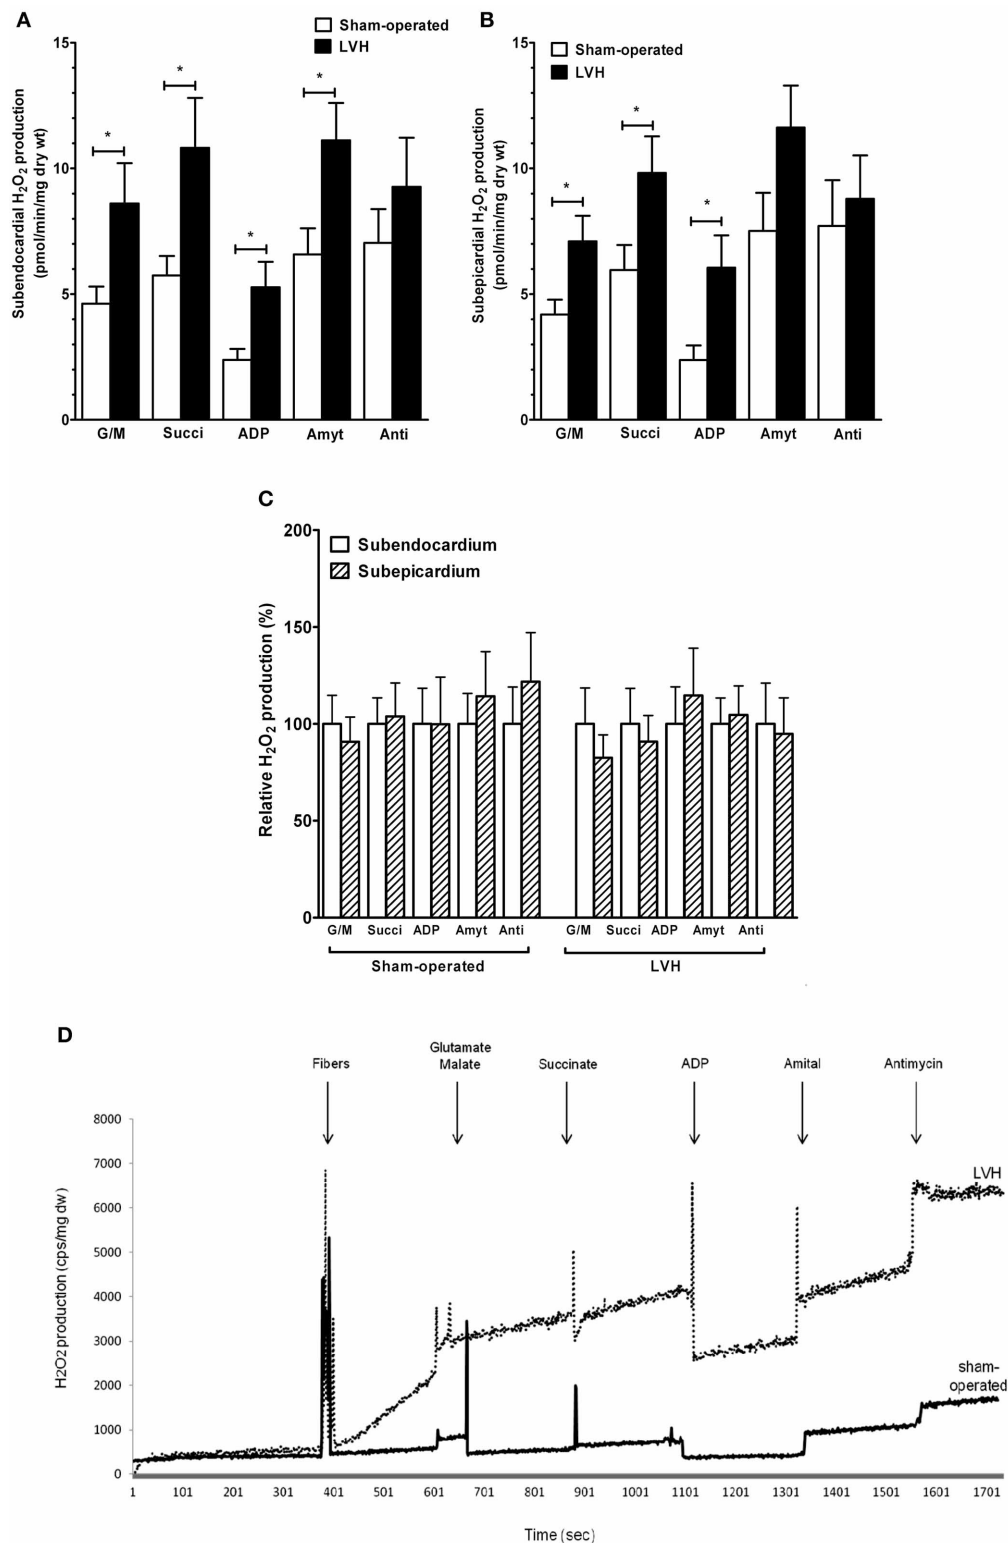 A
Sham-operated
LVH
Subendocardial H2O2 production
(pmol/min/mg dry wt)
15
10
5
0
*
*
*
*
G/M Succi ADP Amyt Anti
B
Sham-operated
LVH
Subepicardial H2O2 production
(pmol/min/mg dry wt)
15
10
5
0
*
*
*
G/M Succi ADP Amyt Anti
C
Subendocardium
Subepicardium
Relative H2O2 production (%)
200
150
100
50
0
G/M Succi ADP Amyt Anti G/M Succi ADP Amyt Anti
Sham-operated LVH
D
Fibers
Glutamate
Malate
Succinate
ADP
Amital
Antimycin
H2O2 production (cps/mg dw)
8000
7000
6000
5000
4000
3000
2000
1000
0
LVH
sham-
operated
1 101 201 301 401 501 601 701 801 901 1001 1101 1201 1301 1401 1501 1601 1701
Time (sec)